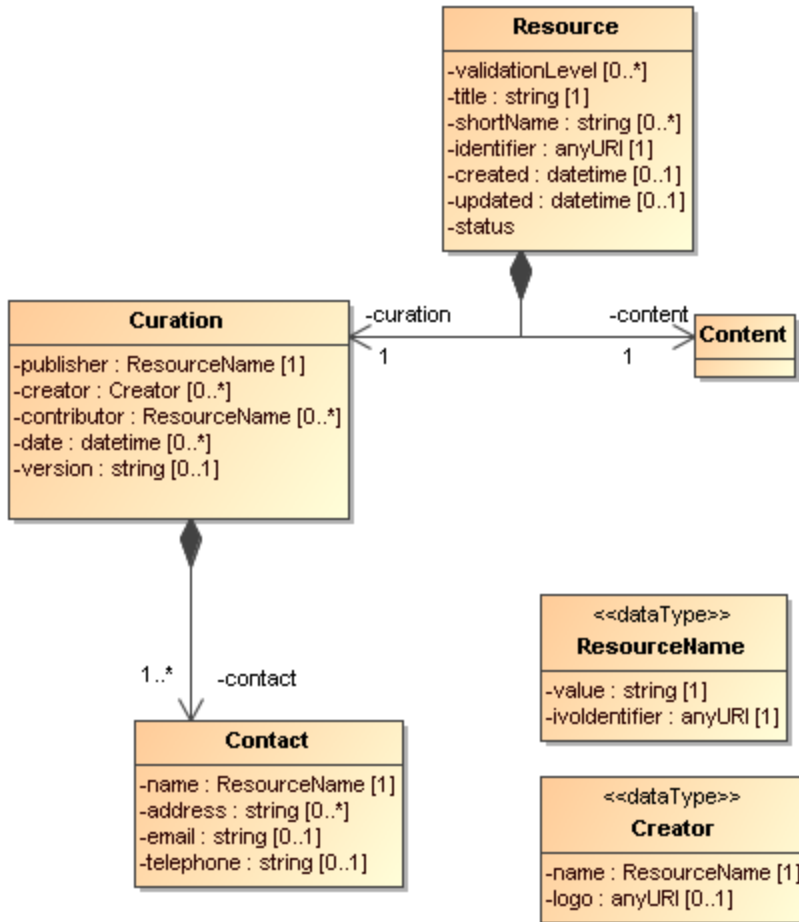 Resource
-validationLevel [0..*]
-title : string [1]
-shortName : string [0..*]
-identifier : anyURI [1]
-created : datetime [0..1]
-updated : datetime [0..1]
-status
-curation
1
-content
1
Curation
-publisher : ResourceName [1]
-creator : Creator [0..*]
-contributor : ResourceName [0..*]
-date : datetime [0..*]
-version : string [0..1]
Content
1..*
-contact
Contact
-name : ResourceName [1]
-address : string [0..*]
-email : string [0..1]
-telephone : string [0..1]
<<dataType>>
ResourceName
-value : string [1]
-ivoIdentifier : anyURI [1]
<<dataType>>
Creator
-name : ResourceName [1]
-logo : anyURI [0..1]